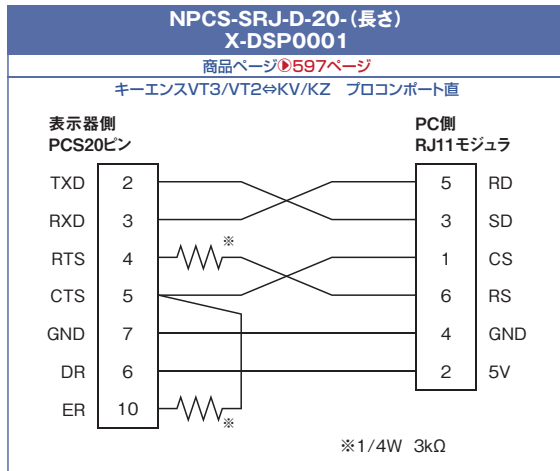 NPCS-SRJ-D-20-(長さ)
X-DSP0001
商品ページ▶597ページ
キーエンスVT3/VT2⇔KV/KZ プロコンポート直
表示器側
PCS20ピン
PC側
RJ11モジュラ
TXD 2 5 RD
RXD 3 3 SD
RTS 4 ※ 1 CS
CTS 5 6 RS
GND 7 4 GND
DR 6 2 5V
ER 10 ※
※1/4W 3kΩ